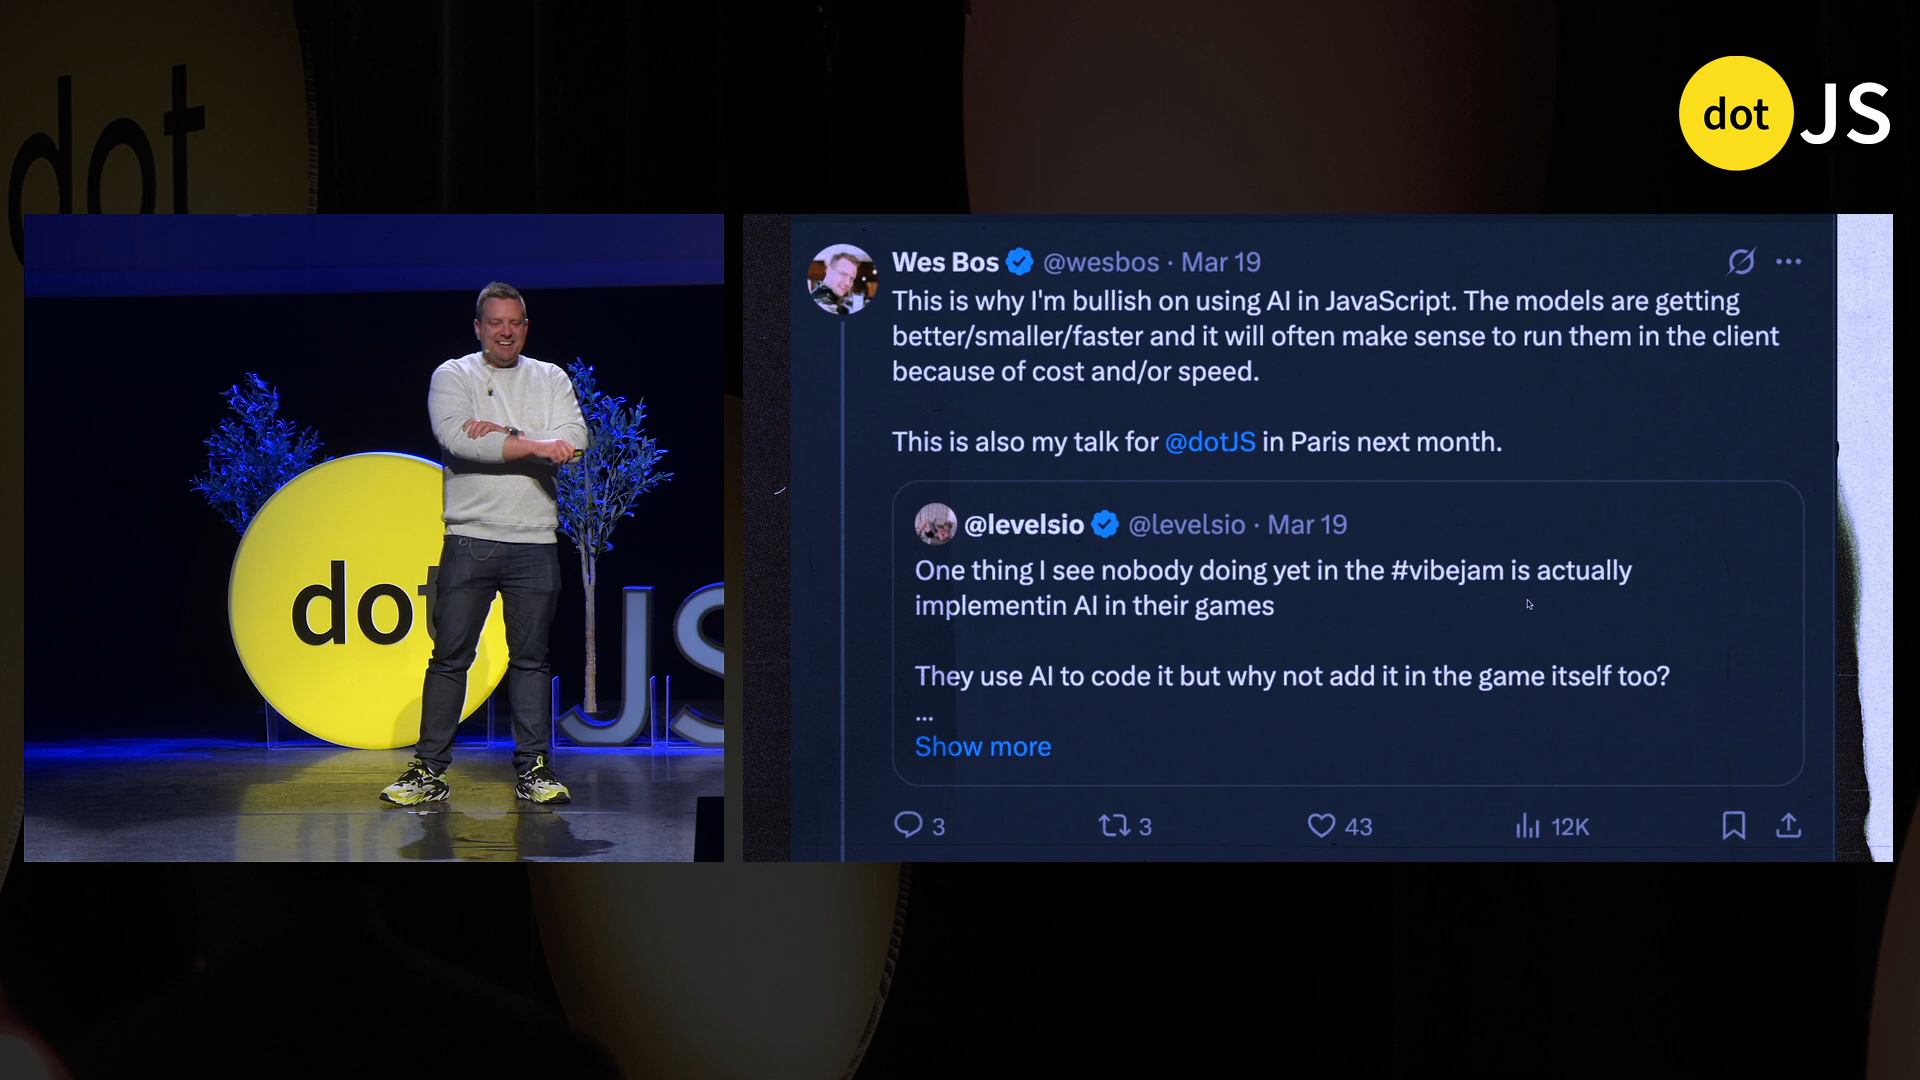 dot
dot JS
dot
JS
Wes Bos @wesbos · Mar 19
This is why I'm bullish on using AI in JavaScript. The models are getting
better/smaller/faster and it will often make sense to run them in the client
because of cost and/or speed.
This is also my talk for @dotJS in Paris next month.
@levelsio @levelsio · Mar 19
One thing I see nobody doing yet in the #vibejam is actually
implementin AI in their games
They use AI to code it but why not add it in the game itself too?
...
Show more
3 3 43 12K